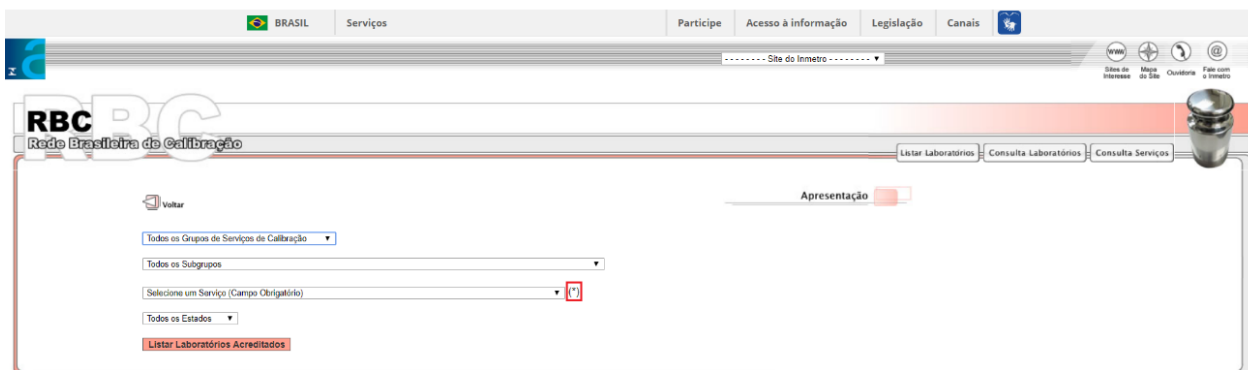 BRASIL Serviços Participe Acesso à informação Legislação Canais
- - - - - - - - Site do Inmetro - - - - - - - - ▼
www @
Sites de Interesse Mapa do Site Ouvidoria Fale com o Inmetro
RBC
Rede Brasileira de Calibração
Listar Laboratórios Consulta Laboratórios Consulta Serviços
Voltar Apresentação
Todos os Grupos de Serviços de Calibração ▼
Todos os Subgrupos ▼
Selecione um Serviço (Campo Obrigatório) ▼ (*)
Todos os Estados ▼
Listar Laboratórios Acreditados